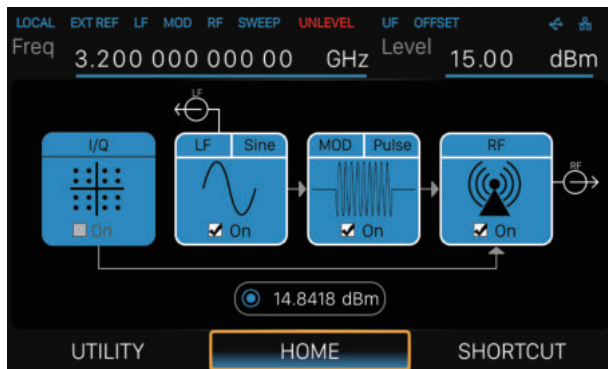 LOCAL EXT REF LF MOD RF SWEEP UNLEVEL UF OFFSET
Freq 3.200 000 000 00 GHz Level 15.00 dBm
LF
I/Q LF Sine MOD Pulse RF
RF
On On On On
14.8418 dBm
UTILITY HOME SHORTCUT